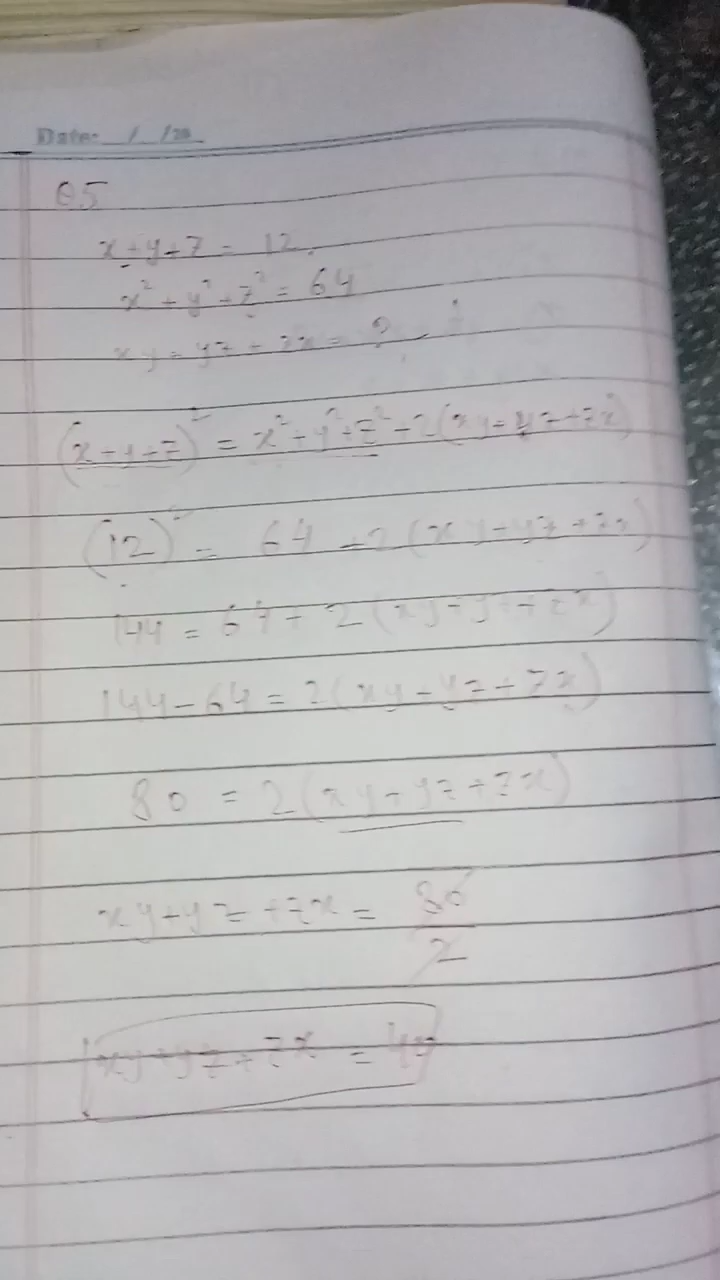 Date: / /20
Q5
x+y+z = 12.
x² + y² + z² = 64
xy = yz + zx = ?
(x+y+z)² = x²+y²+z²+2(xy+yz+zx)
(12)² = 64 +2(xy+yz+zx)
144 = 64+ 2(xy+yz+zx)
144-64 = 2(xy+yz+zx)
80 = 2(xy+yz+zx)
xy+yz+zx = 80
2
xy+yz+zx = 40